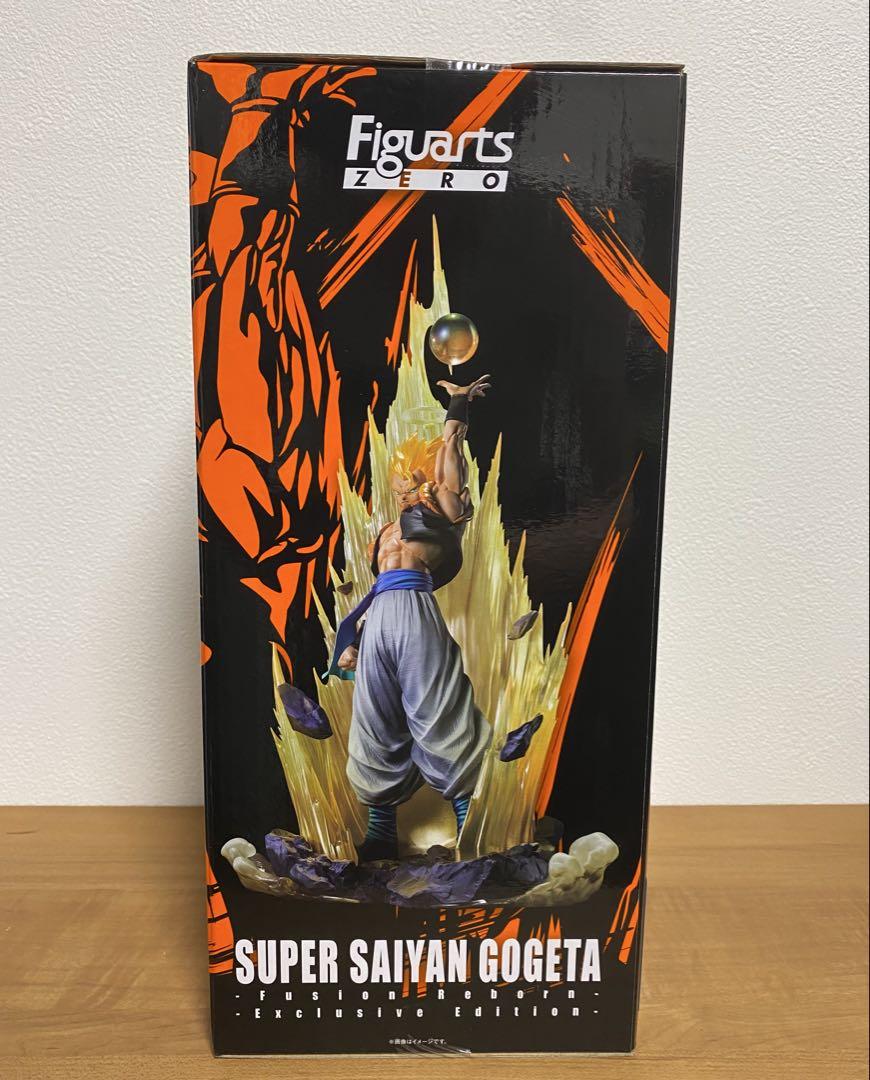 Figuarts
ZERO
SUPER SAIYAN GOGETA
- Fusion Reborn -
- Exclusive Edition -
※画像はイメージです。